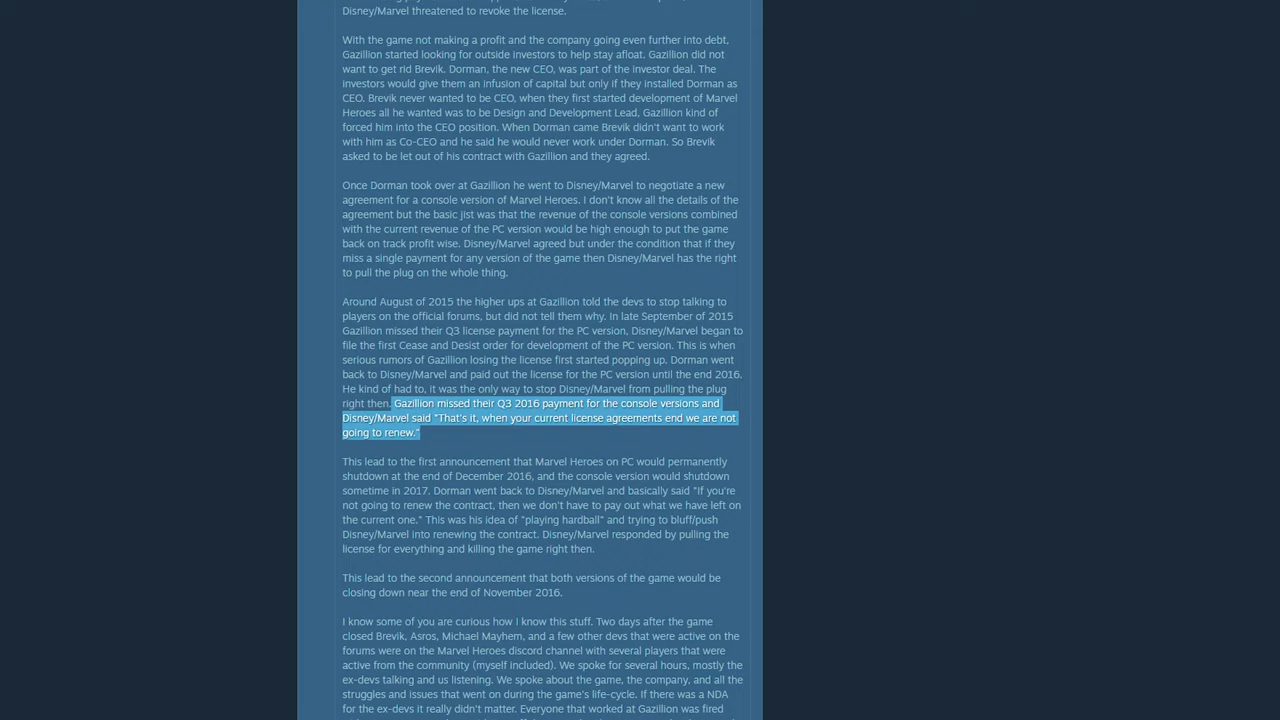 Disney/Marvel threatened to revoke the license.
With the game not making a profit and the company going even further into debt,
Gazillion started looking for outside investors to help stay afloat. Gazillion did not
want to get rid Brevik. Dorman, the new CEO, was part of the investor deal. The
investors would give them an infusion of capital but only if they installed Dorman as
CEO. Brevik never wanted to be CEO, when they first started development of Marvel
Heroes all he wanted was to be Design and Development Lead, Gazillion kind of
forced him into the CEO position. When Dorman came Brevik didn't want to work
with him as Co-CEO and he said he would never work under Dorman. So Brevik
asked to be let out of his contract with Gazillion and they agreed.
Once Dorman took over at Gazillion he went to Disney/Marvel to negotiate a new
agreement for a console version of Marvel Heroes. I don't know all the details of the
agreement but the basic jist was that the revenue of the console versions combined
with the current revenue of the PC version would be high enough to put the game
back on track profit wise. Disney/Marvel agreed but under the condition that if they
miss a single payment for any version of the game then Disney/Marvel has the right
to pull the plug on the whole thing.
Around August of 2015 the higher ups at Gazillion told the devs to stop talking to
players on the official forums, but did not tell them why. In late September of 2015
Gazillion missed their Q3 license payment for the PC version, Disney/Marvel began to
file the first Cease and Desist order for development of the PC version. This is when
serious rumors of Gazillion losing the license first started popping up. Dorman went
back to Disney/Marvel and paid out the license for the PC version until the end 2016.
He kind of had to, it was the only way to stop Disney/Marvel from pulling the plug
right then. Gazillion missed their Q3 2016 payment for the console versions and
Disney/Marvel said "That's it, when your current license agreements end we are not
going to renew."
This lead to the first announcement that Marvel Heroes on PC would permanently
shutdown at the end of December 2016, and the console version would shutdown
sometime in 2017. Dorman went back to Disney/Marvel and basically said "If you're
not going to renew the contract, then we don't have to pay out what we have left on
the current one." This was his idea of "playing hardball" and trying to bluff/push
Disney/Marvel into renewing the contract. Disney/Marvel responded by pulling the
license for everything and killing the game right then.
This lead to the second announcement that both versions of the game would be
closing down near the end of November 2016.
I know some of you are curious how I know this stuff. Two days after the game
closed Brevik, Asros, Michael Mayhem, and a few other devs that were active on the
forums were on the Marvel Heroes discord channel with several players that were
active from the community (myself included). We spoke for several hours, mostly the
ex-devs talking and us listening. We spoke about the game, the company, and all the
struggles and issues that went on during the game's life-cycle. If there was a NDA
for the ex-devs it really didn't matter. Everyone that worked at Gazillion was fired